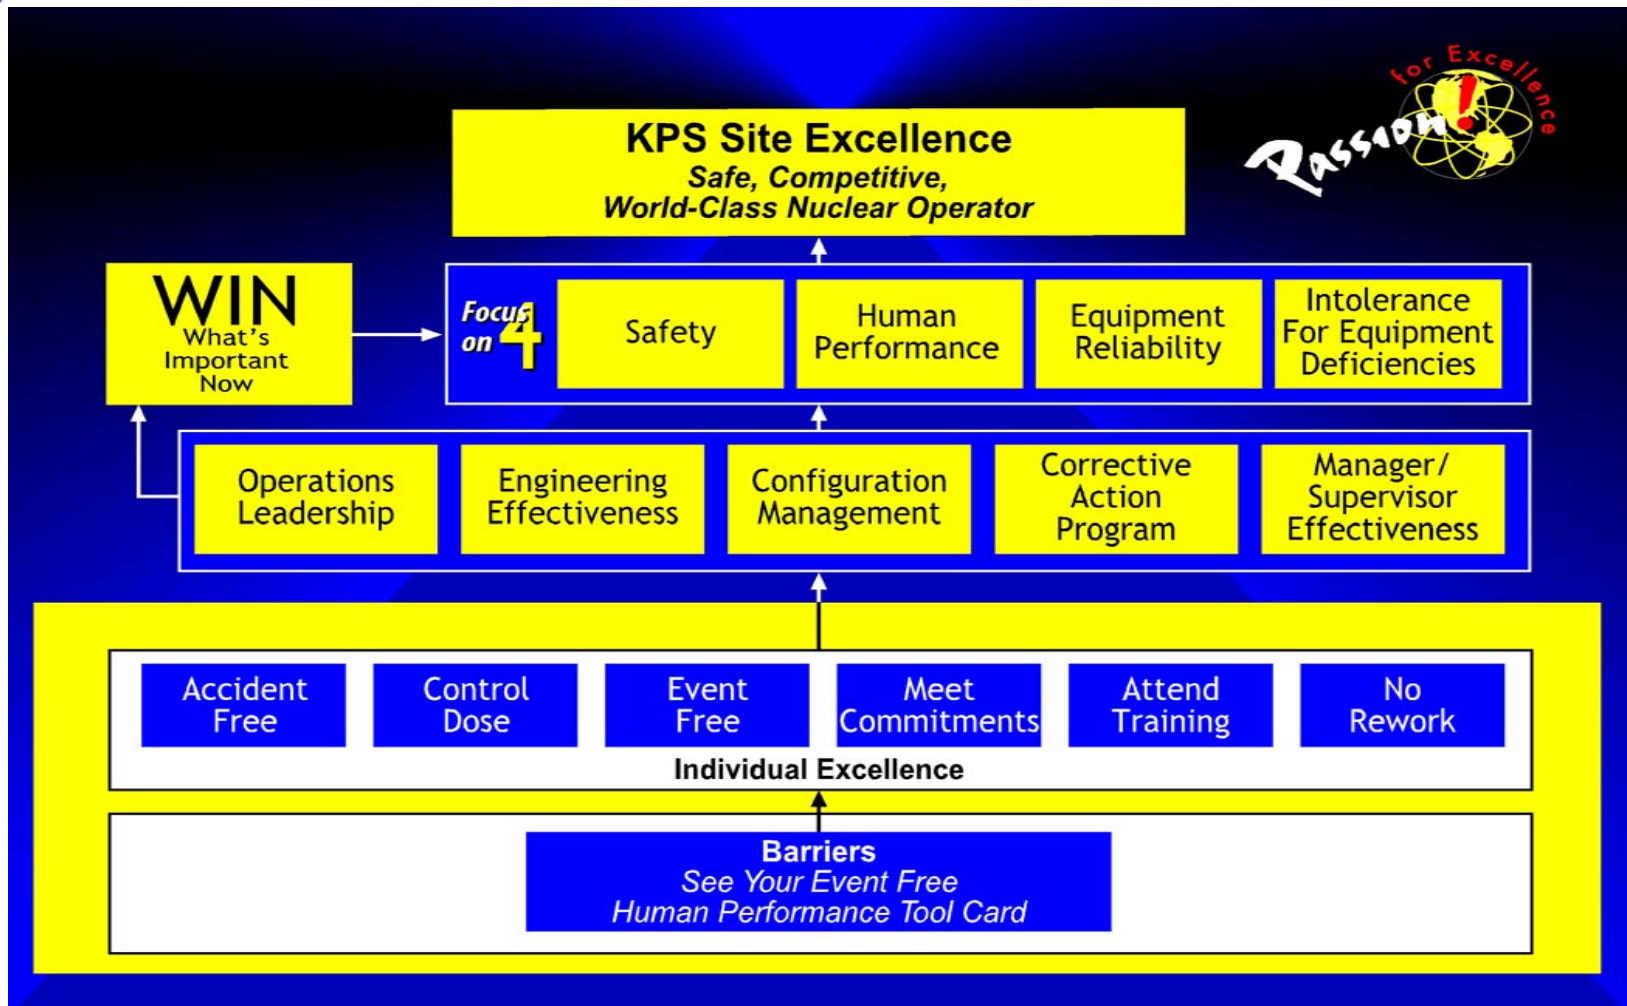 for Excellence
Passion!
KPS Site Excellence
Safe, Competitive,
World-Class Nuclear Operator
WIN
What's
Important
Now
Focus
on 4
Safety
Human
Performance
Equipment
Reliability
Intolerance
For Equipment
Deficiencies
Operations
Leadership
Engineering
Effectiveness
Configuration
Management
Corrective
Action
Program
Manager/
Supervisor
Effectiveness
Accident
Free
Control
Dose
Event
Free
Meet
Commitments
Attend
Training
No
Rework
Individual Excellence
Barriers
See Your Event Free
Human Performance Tool Card